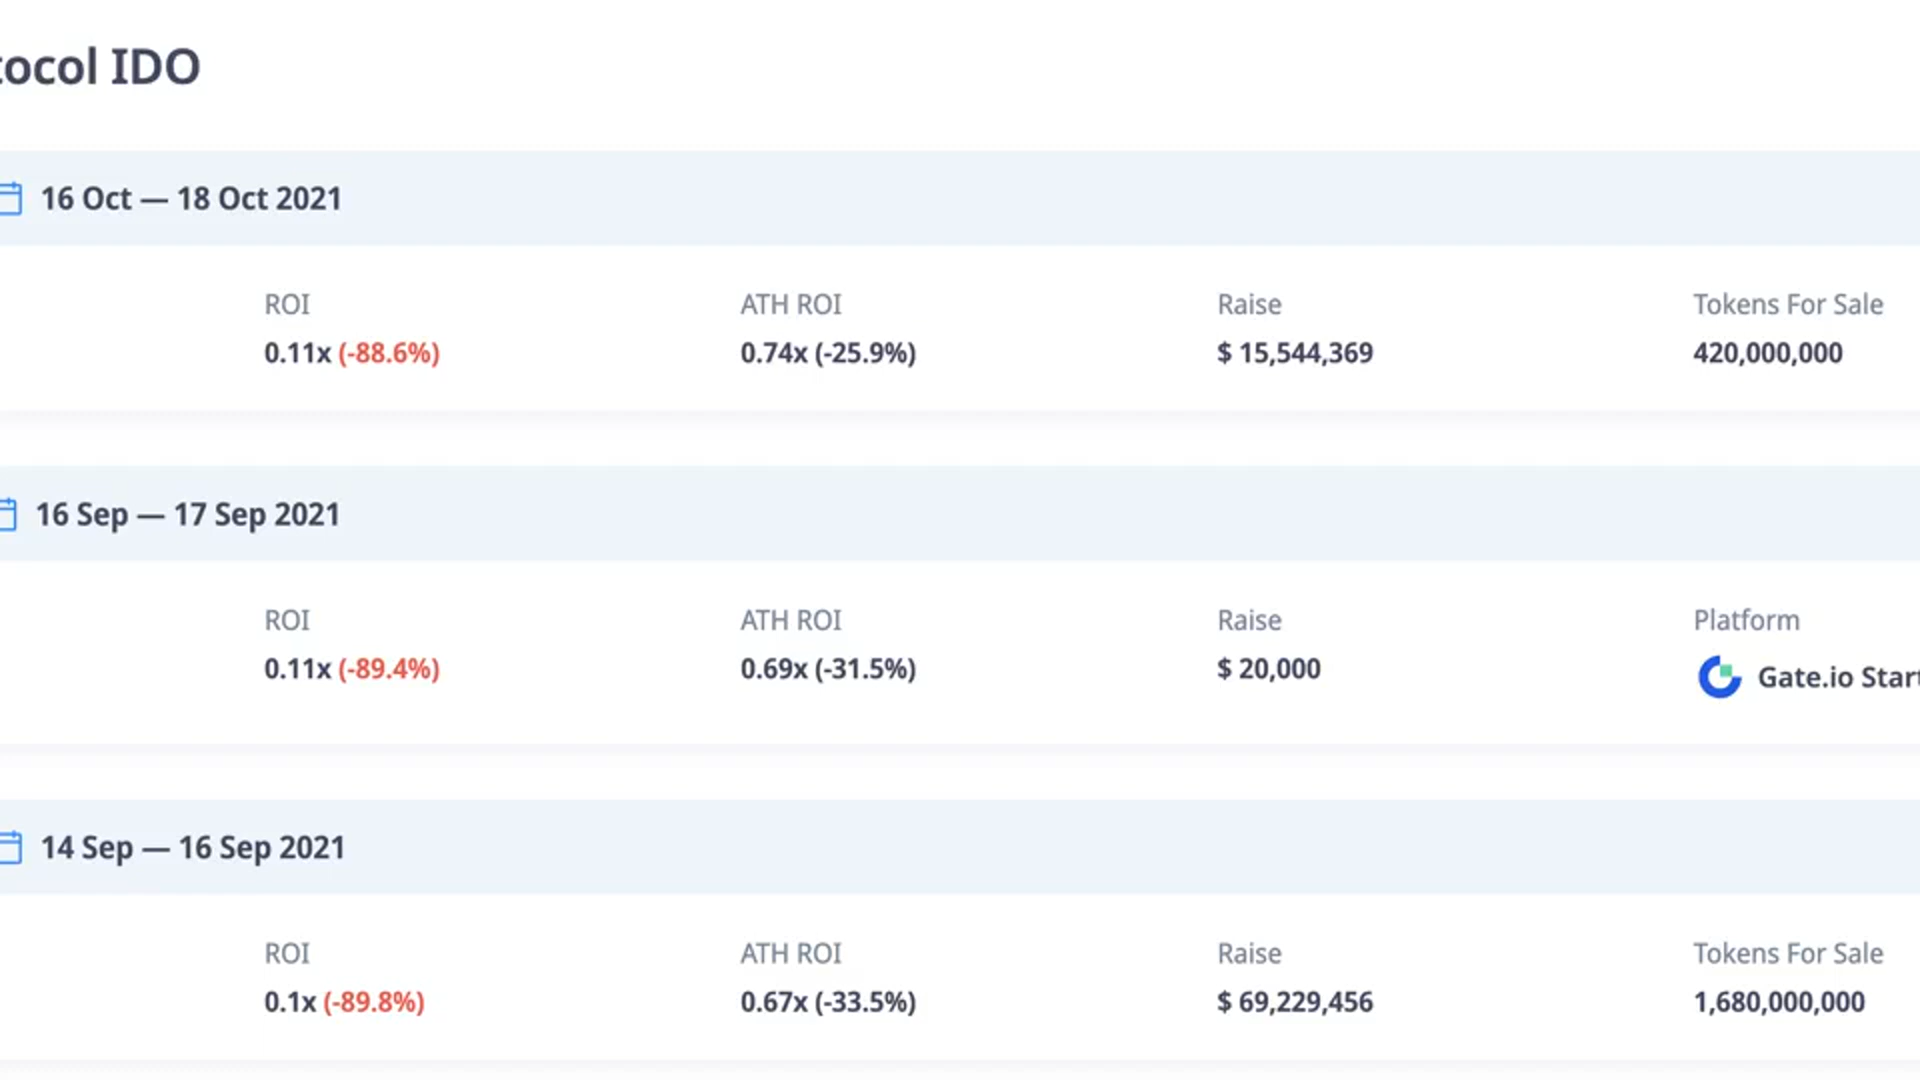 tocol IDO
16 Oct — 18 Oct 2021
ROI ATH ROI Raise Tokens For Sale
0.11x (-88.6%) 0.74x (-25.9%) $ 15,544,369 420,000,000
16 Sep — 17 Sep 2021
ROI ATH ROI Raise Platform
0.11x (-89.4%) 0.69x (-31.5%) $ 20,000 Gate.io Start
14 Sep — 16 Sep 2021
ROI ATH ROI Raise Tokens For Sale
0.1x (-89.8%) 0.67x (-33.5%) $ 69,229,456 1,680,000,000